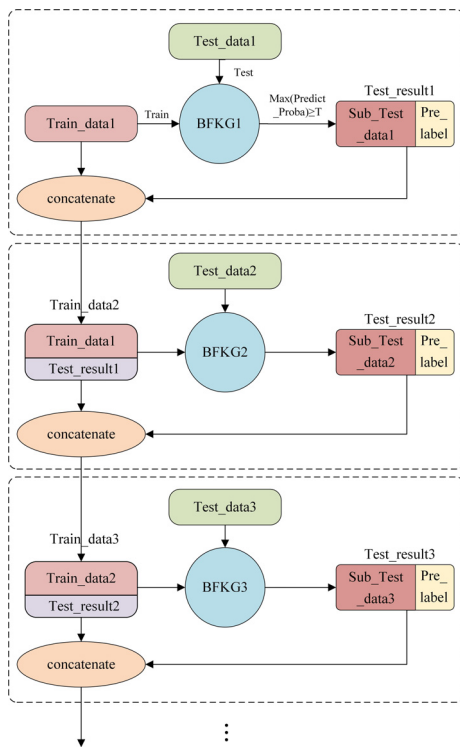 Test_data1
Test
Train_data1
Train
BFKG1
Max(Predict
_Proba)≥T
Test_result1
Sub_Test
_data1
Pre_
label
concatenate
Test_data2
Train_data2
Train_data1
Test_result1
BFKG2
Test_result2
Sub_Test
_data2
Pre_
label
concatenate
Test_data3
Train_data3
Train_data2
Test_result2
BFKG3
Test_result3
Sub_Test
_data3
Pre_
label
concatenate
⋮